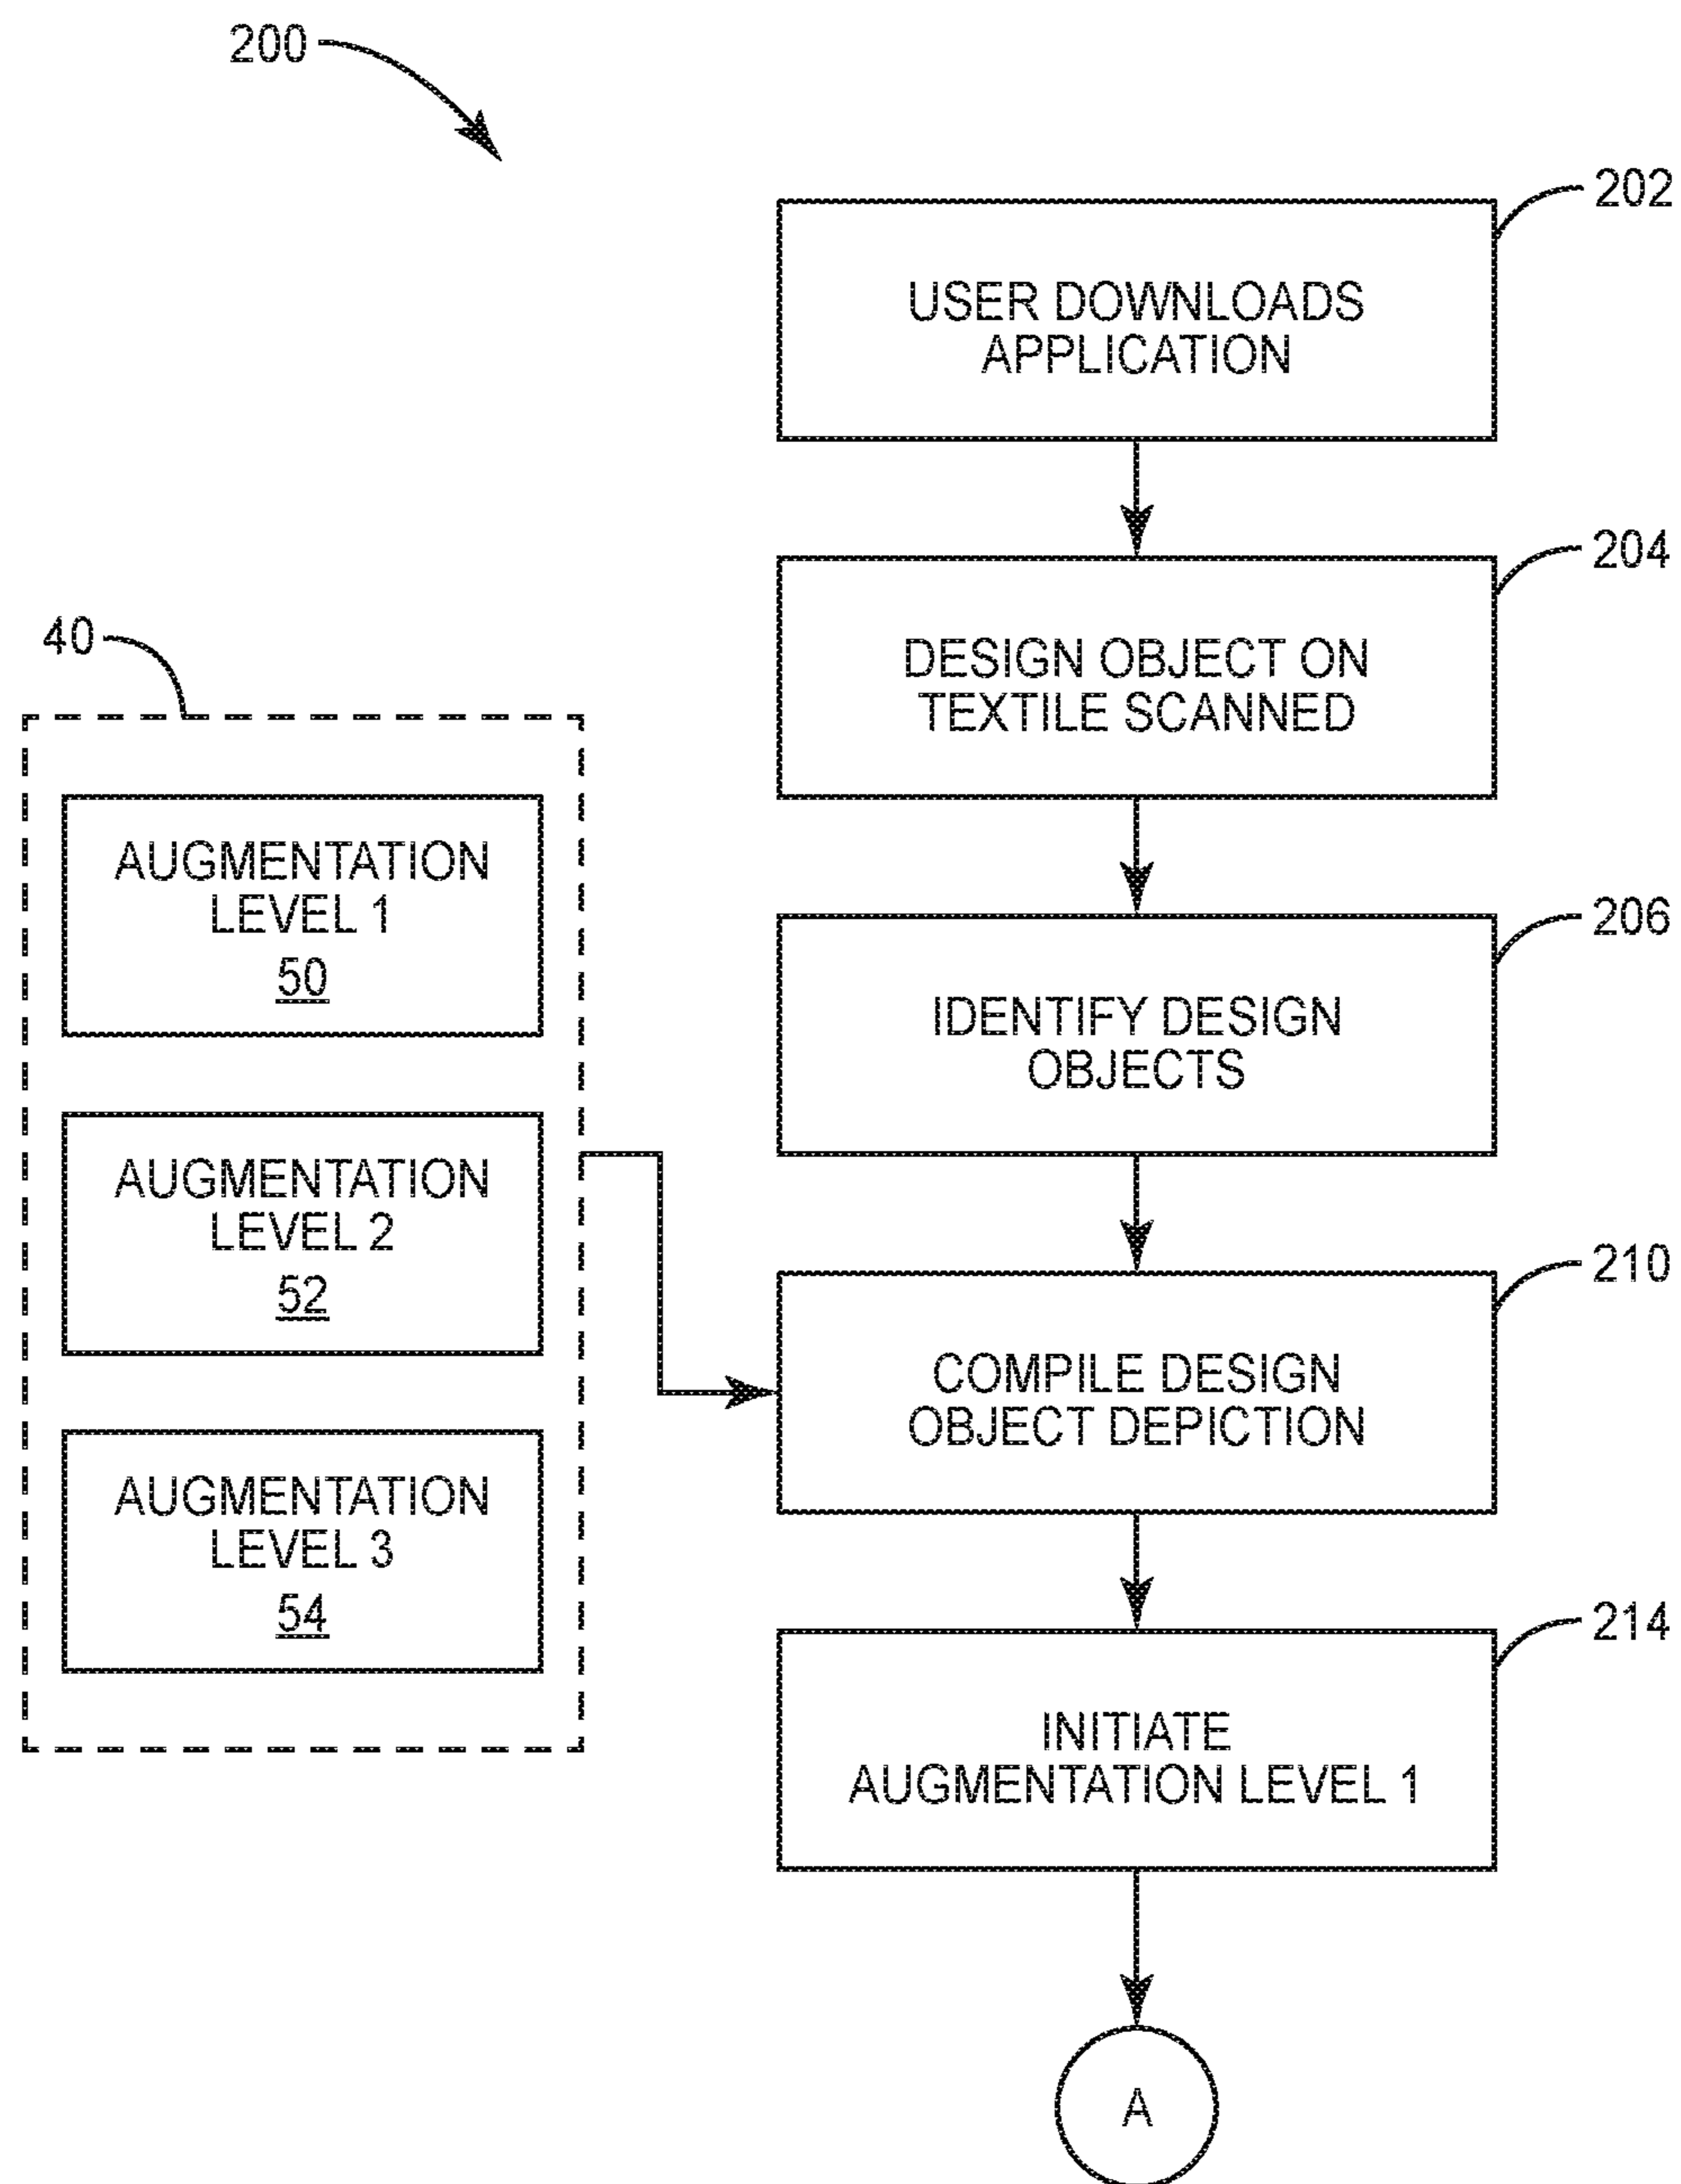 200
202
USER DOWNLOADS
APPLICATION
204
DESIGN OBJECT ON
TEXTILE SCANNED
40
AUGMENTATION
LEVEL 1
50
206
IDENTIFY DESIGN
OBJECTS
AUGMENTATION
LEVEL 2
52
210
COMPILE DESIGN
OBJECT DEPICTION
AUGMENTATION
LEVEL 3
54
214
INITIATE
AUGMENTATION LEVEL 1
A